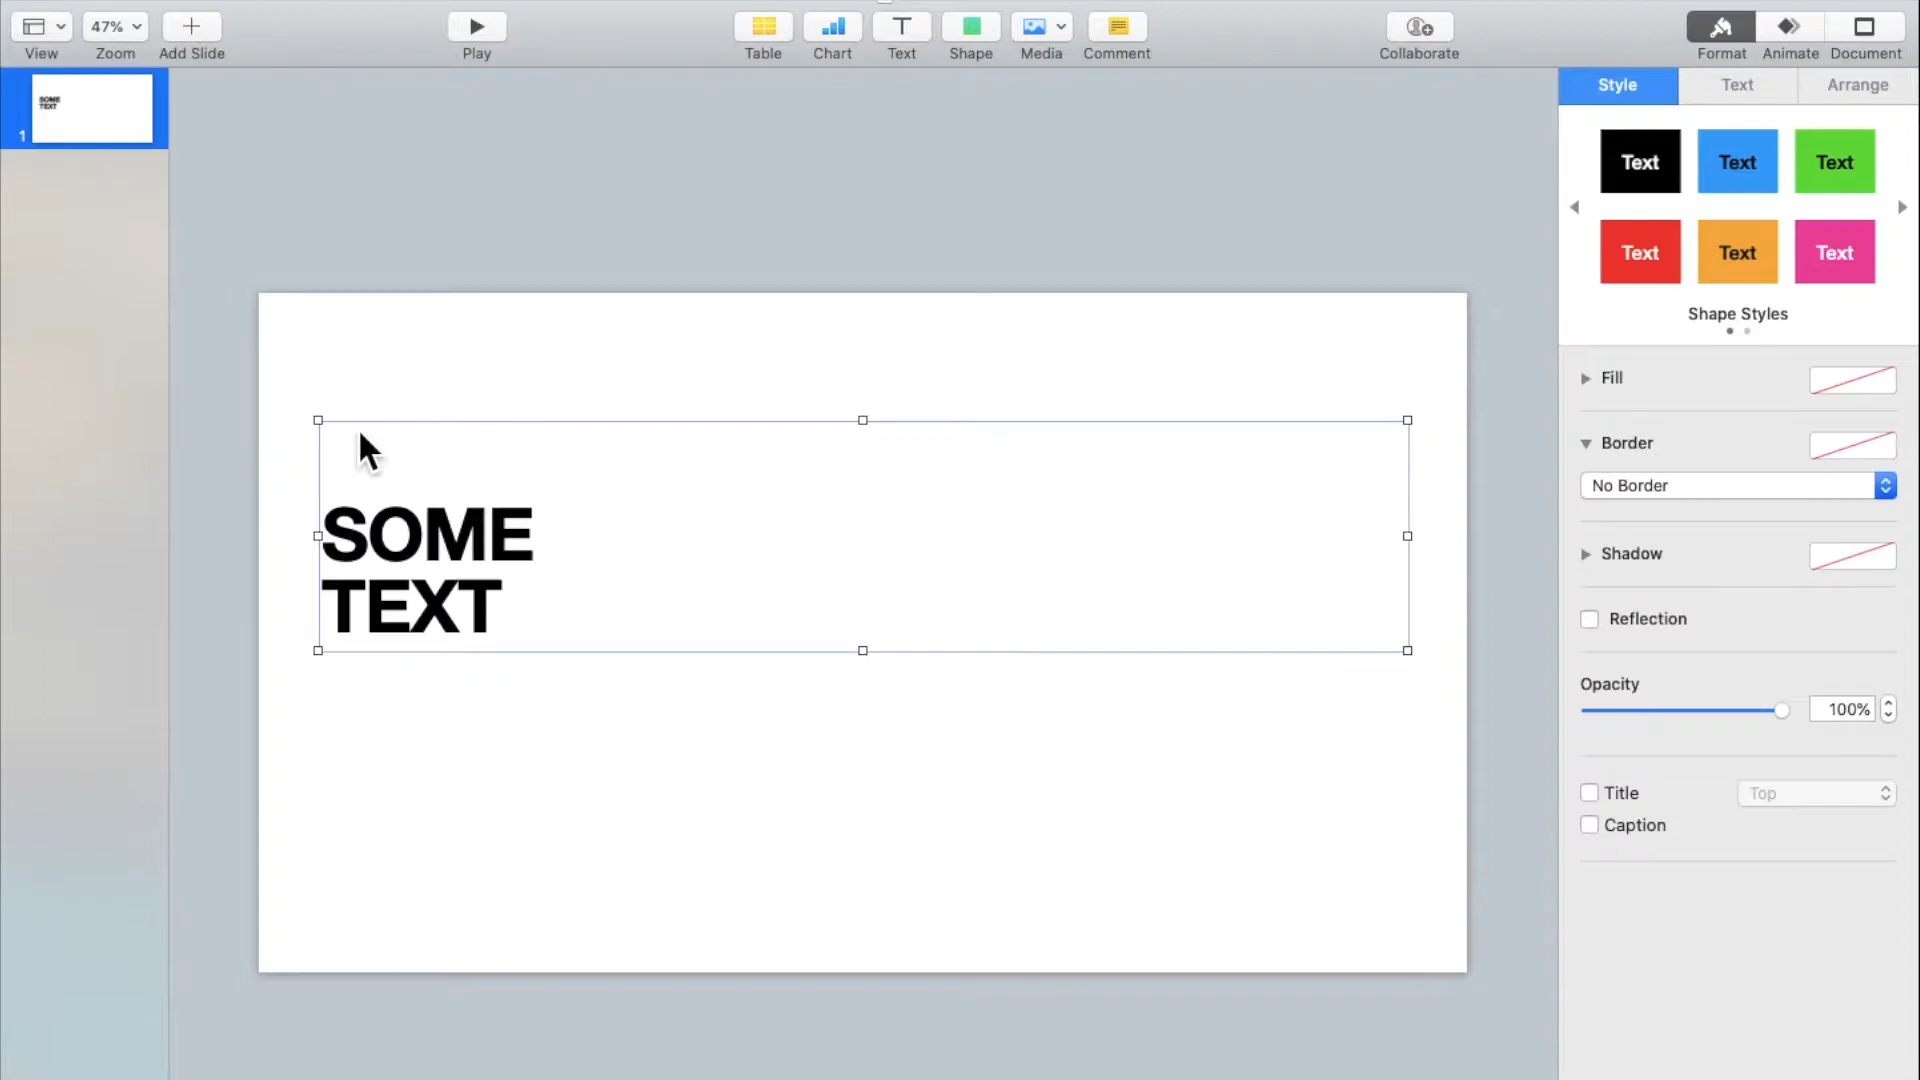 47%
View
Zoom
Add Slide
Play
Table
Chart
Text
Shape
Media
Comment
Collaborate
Format
Animate
Document
SOME
TEXT
1
SOME
TEXT
Style
Text
Arrange
Text
Text
Text
Text
Text
Text
Shape Styles
Fill
Border
No Border
Shadow
Reflection
Opacity
100%
Title
Top
Caption